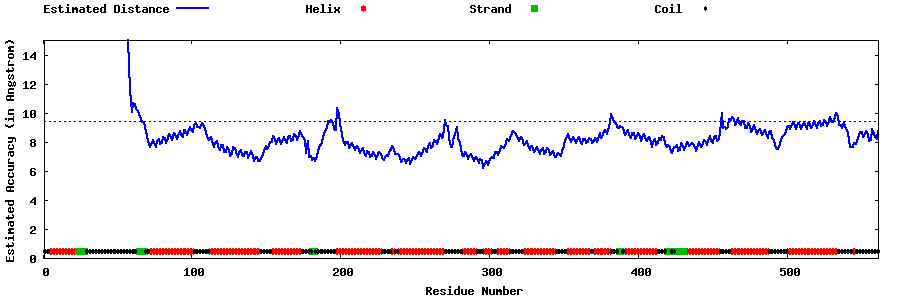 Estimated Distance Helix Strand Coil
Estimated Accuracy (in Angstrom)
14
12
10
8
6
4
2
0
0 100 200 300 400 500
Residue Number